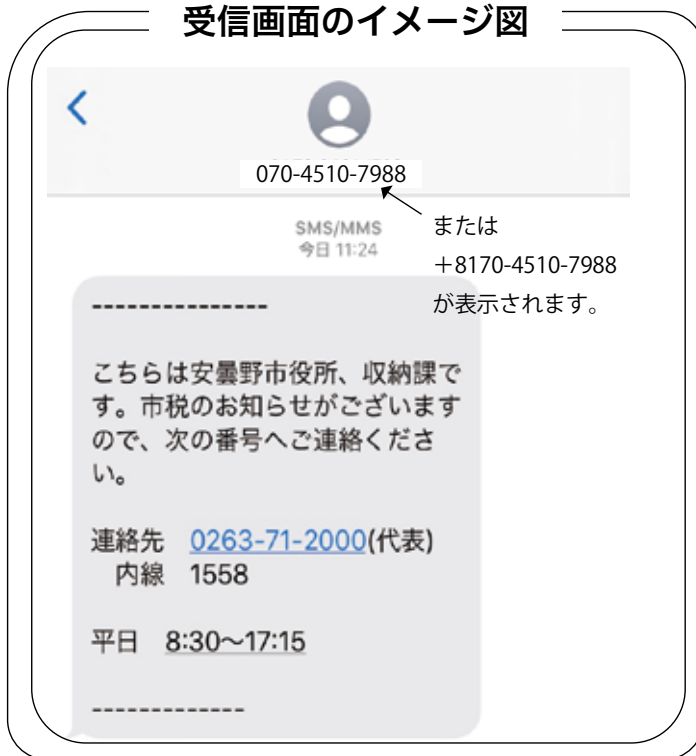 受信画面のイメージ図
070-4510-7988
または
＋8170-4510-7988
が表示されます。
SMS/MMS
今日 11:24
---------------
こちらは安曇野市役所、収納課で
す。市税のお知らせがございます
ので、次の番号へご連絡くださ
い。
連絡先　0263-71-2000(代表)
内線　1558
平日　8:30〜17:15
-------------